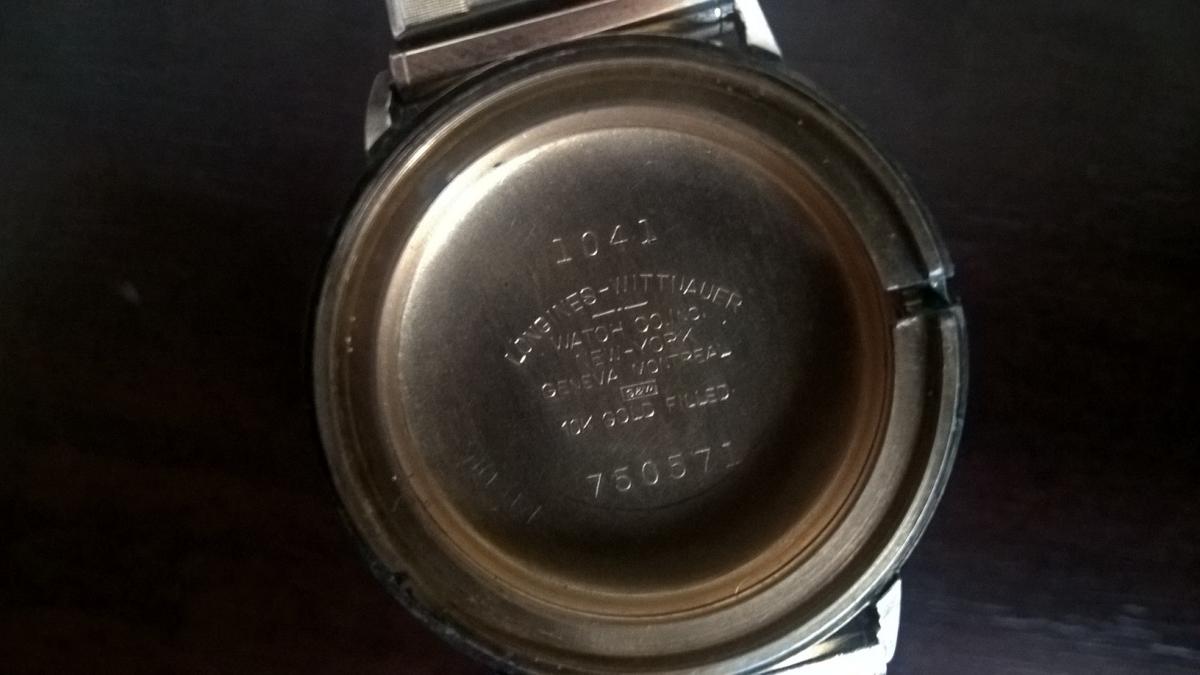 1041
LONGINES-WITTNAUER
WATCH CO. INC.
NEW-YORK
GENEVA MONTREAL
10K GOLD FILLED
750571